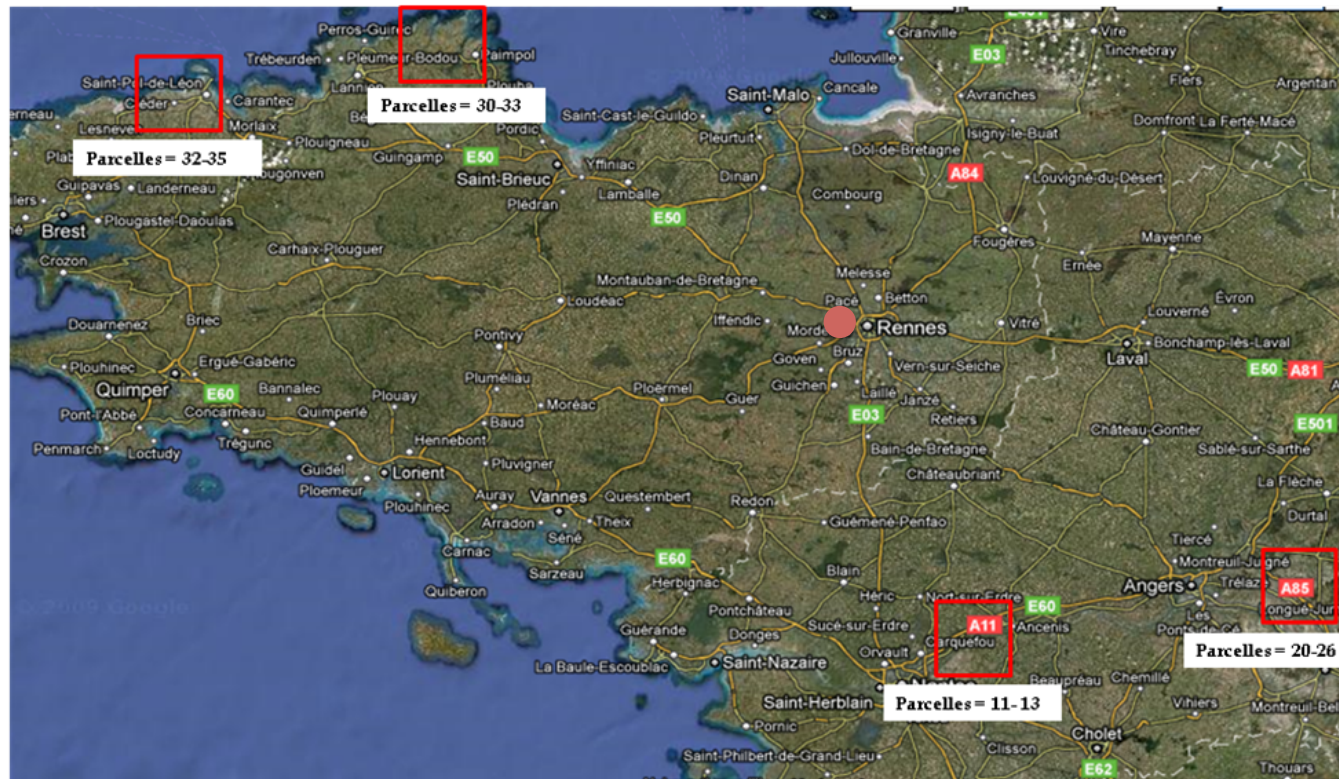 E401
Granville
Vire
Perros-Guirec
E03
Tinchebray
Trébeurden
Pleumeur-Bodou
Paimpol
Jullouville
Flers
Saint-Pol-de-Léon
Lannion
Plouba
Argentan
Cléder
Carantec
Parcelles = 30-33
Saint-Malo
Cancale
Avranches
Lesneven
Morlaix
Saint-Cast-le-Guildo
Domfront
La Ferté-Macé
Plouigneau
Pordic
Pleurtuit
Isigny-le-Buat
Parcelles = 32-35
Guingamp
E50
Yffiniac
Dol-de-Bretagne
Saint-Brieuc
A84
Louvigné-du-Désert
Guipavas
Landerneau
Lamballe
Dinan
Combourg
Plougastel-Daoulas
Plédran
E50
Brest
Fougères
Mayenne
Carhaix-Plouguer
Ernée
Crozon
Montauban-de-Bretagne
Melesse
Loudéac
Pacé
Betton
Évron
Louverné
Douarnenez
Briec
Iffendic
Rennes
Vitré
Pontivy
Bonchamp-lès-Laval
Laval
Plouhinec
Ergué-Gabéric
Goven
Bruz
Vern-sur-Seiche
E50
A81
Quimper
Bannalec
Pluméliau
Ploërmel
Guichen
Laillé
Janzé
E60
Plouay
Moréac
Guer
Pont-l'Abbé
Concarneau
Quimperlé
Retiers
E03
E501
Baud
Château-Gontier
Penmarch
Loctudy
Trégunc
Hennebont
Bain-de-Bretagne
Sablé-sur-Sarthe
Guidel
Lorient
Pluvigner
Châteaubriant
Ploemeur
La Flèche
Plouhinec
Auray
Vannes
Questembert
Redon
Durtal
Arradon
Theix
Guémené-Penfao
Séné
Tiercé
Carnac
E60
Montreuil-Juigné
Sarzeau
Blain
Angers
Trélazé
A85
Quiberon
Herbignac
© 2009 Google
Héric
Nort-sur-Erdre
E60
Pontchâteau
Longué-Jum
Sucé-sur-Erdre
A11
Ancenis
Les
Ponts-de-Cé
Guérande
Donges
Carquefou
Parcelles = 20-26
La Baule-Escoublac
Saint-Nazaire
Orvault
Beaupréau
Chemillé
Saint-Herblain
Parcelles = 11- 13
Vihiers
Montreuil-Bel
Pornic
Cholet
Clisson
Saint-Philbert-de-Grand-Lieu
E62
Thouars